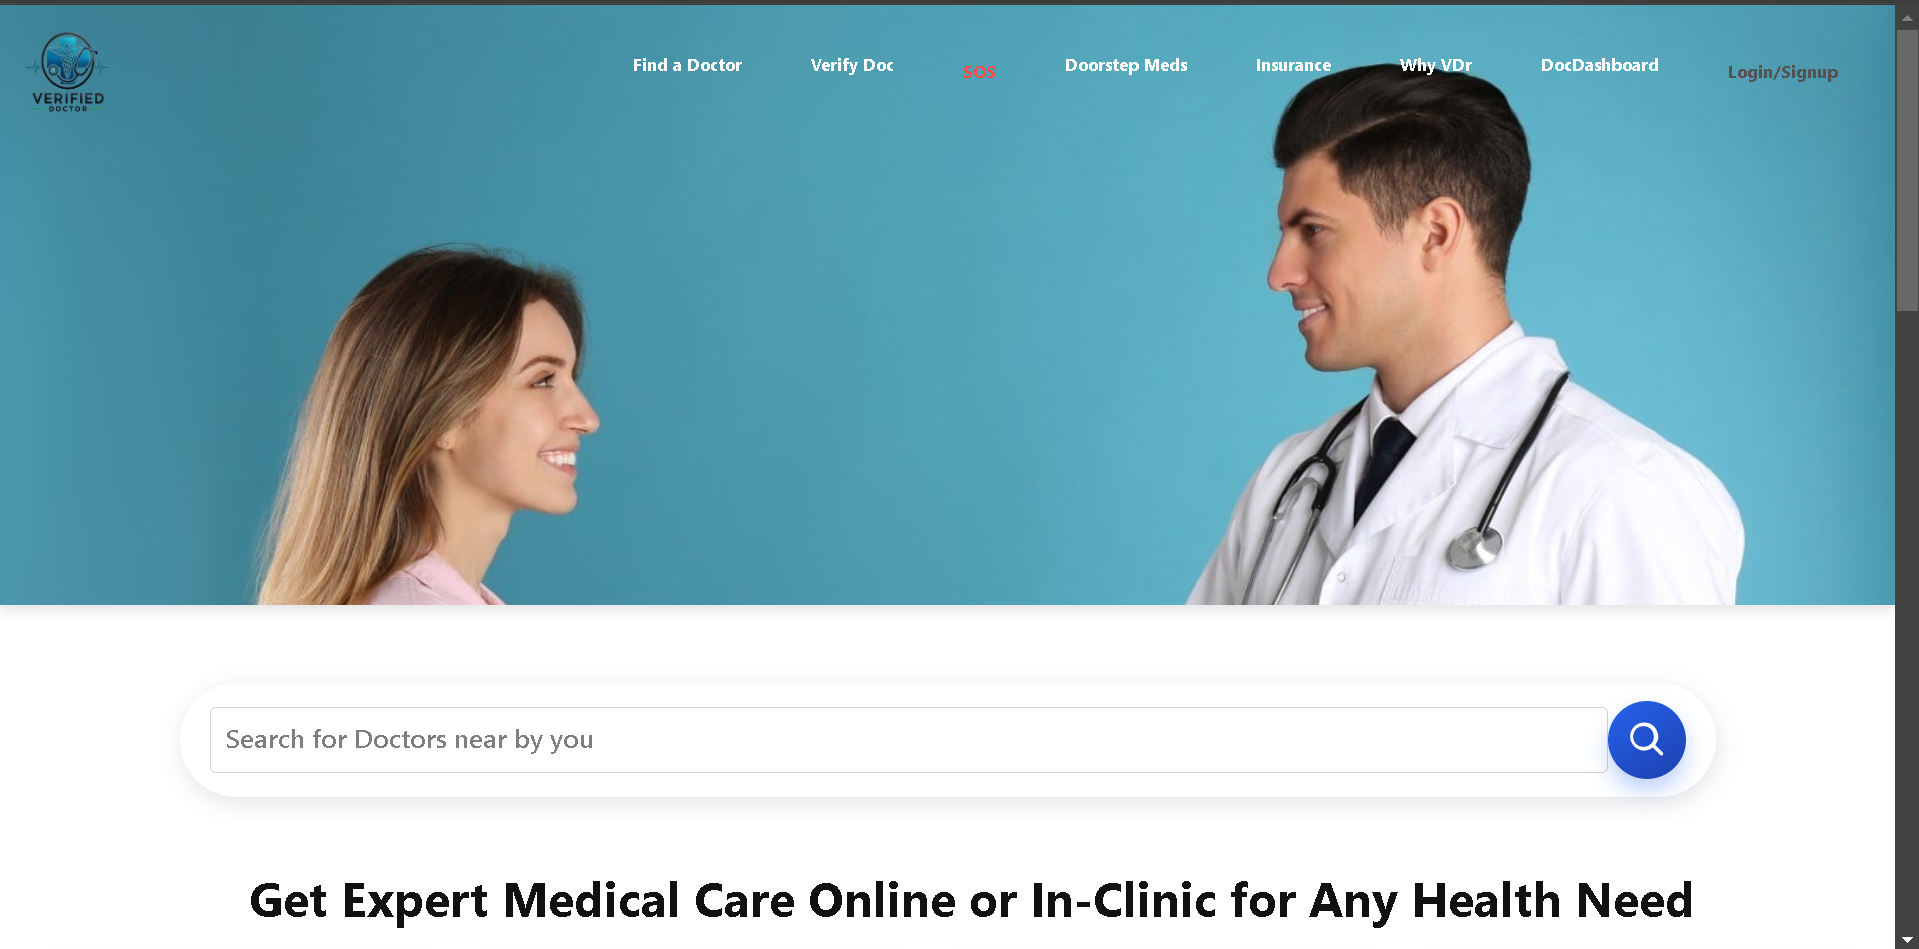 VERIFIED
DOCTOR
Find a Doctor
Verify Doc
SOS
Doorstep Meds
Insurance
Why VDr
DocDashboard
Login/Signup
Search for Doctors near by you
Get Expert Medical Care Online or In-Clinic for Any Health Need